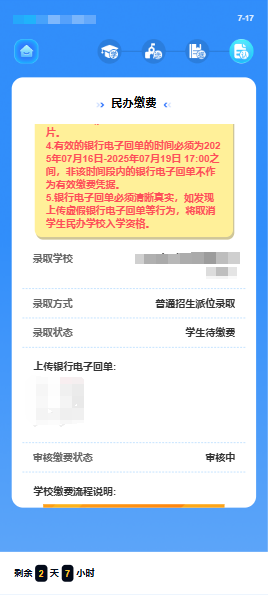 7-17
民办缴费
片。
4.有效的银行电子回单的时间必须为202
5年07月16日-2025年07月19日 17:00之
间，非该时间段内的银行电子回单不作
为有效缴费凭据。
5.银行电子回单必须清晰真实，如发现
上传虚假银行电子回单等行为，将取消
学生民办学校入学资格。
录取学校
录取方式 普通招生派位录取
录取状态 学生待缴费
上传银行电子回单:
审核缴费状态 审核中
学校缴费流程说明:
剩余 2 天 7 小时